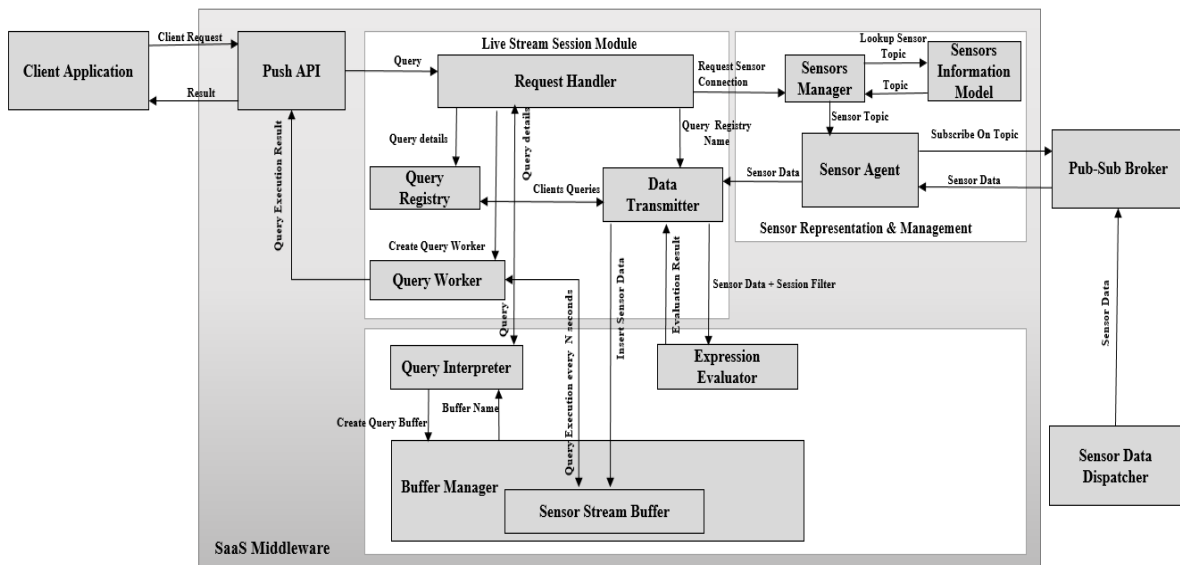 Client Application
Client Request
Result
Push API
Live Stream Session Module
Query
Request Handler
Request Sensor
Connection
Lookup Sensor
Topic
Sensors
Manager
Topic
Sensors
Information
Model
Sensor Topic
Query details
Query details
Query Registry
Name
Subscribe On Topic
Query
Registry
Clients Queries
Data
Transmitter
Sensor Data
Sensor Agent
Sensor Data
Pub-Sub Broker
Sensor Representation & Management
Query Execution Result
Create Query Worker
Query Worker
Query
Query Execution every N seconds
Insert Sensor Data
Evaluation Result
Sensor Data + Session Filter
Sensor Data
Query Interpreter
Expression
Evaluator
Create Query Buffer
Buffer Name
Buffer Manager
Sensor Stream Buffer
Sensor Data
Dispatcher
SaaS Middleware